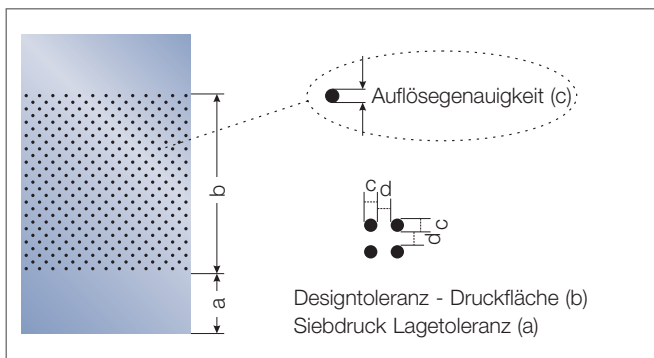 Auflösegenauigkeit (c)
b
a
c d
c
d
Designtoleranz - Druckfläche (b)
Siebdruck Lagetoleranz (a)